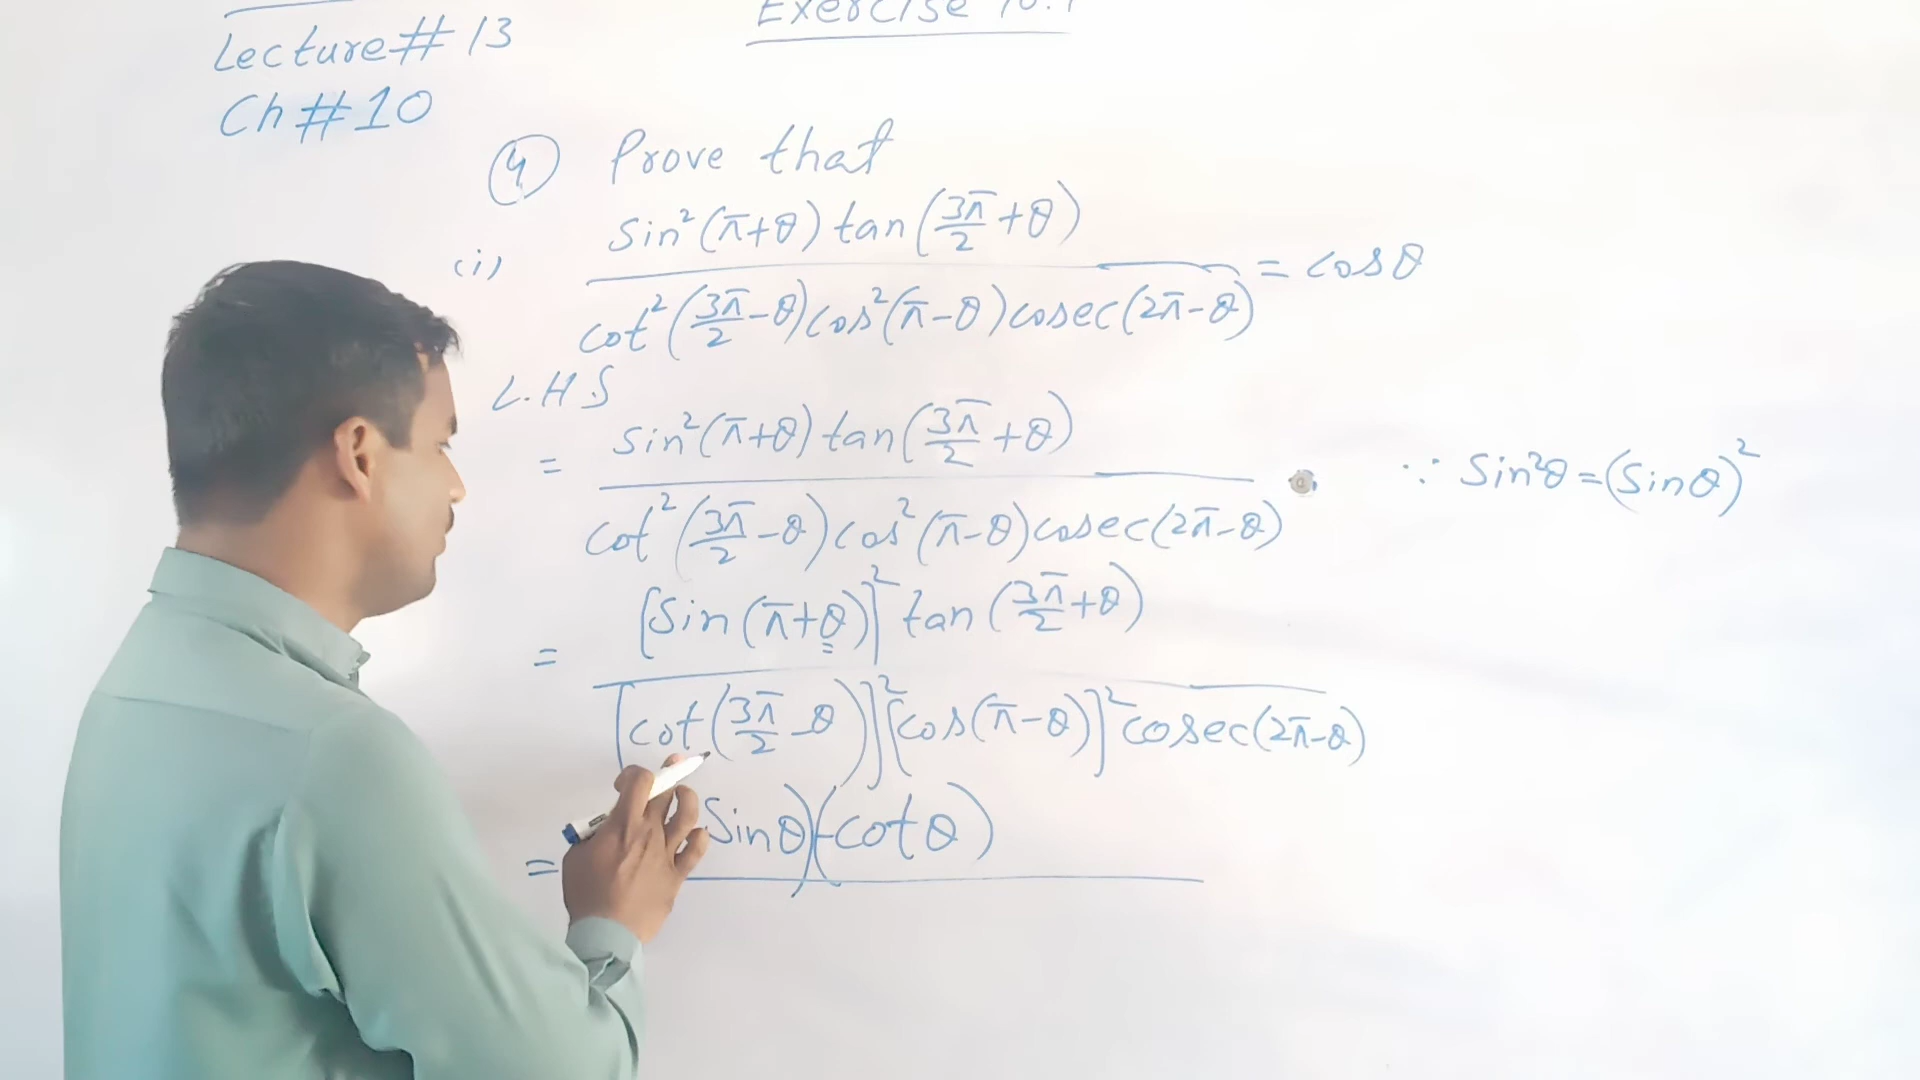 Exercise 10.1
Lecture # 13
Ch # 10
(4) Prove that
(i) sin²(π+θ) tan(3π/2+θ) / cot²(3π/2-θ) cos²(π-θ) cosec(2π-θ) = cosθ
L.H.S
= sin²(π+θ) tan(3π/2+θ) / cot²(3π/2-θ) cos²(π-θ) cosec(2π-θ) ∵ Sin²θ=(Sinθ)²
= [Sin(π+θ)]² tan(3π/2+θ) / [cot(3π/2-θ)]² [cos(π-θ)]² cosec(2π-θ)
= Sinθ)(-cotθ)